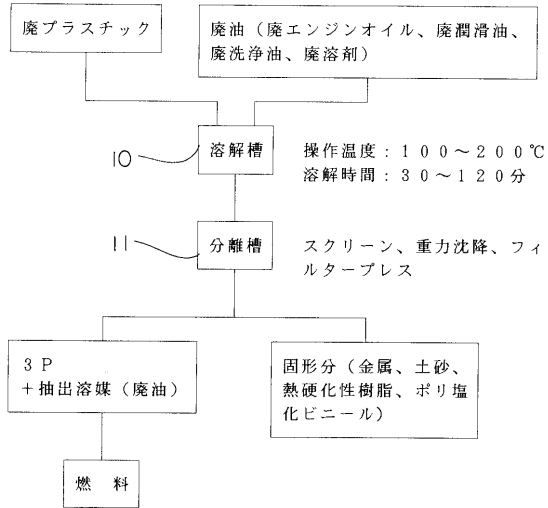 廃プラスチック
廃油（廃エンジンオイル、廃潤滑油、
廃洗浄油、廃溶剤）
10
溶解槽
操作温度：１００～２００℃
溶解時間：３０～１２０分
11
分離槽
スクリーン、重力沈降、フィ
ルタープレス
３Ｐ
＋抽出溶媒（廃油）
固形分（金属、土砂、
熱硬化性樹脂、ポリ塩
化ビニール）
燃　料